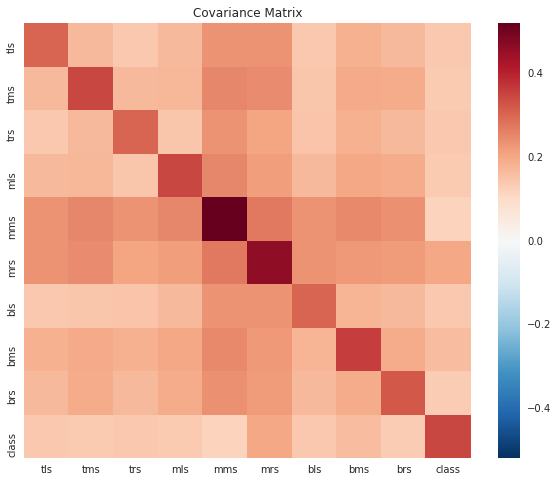 Covariance Matrix
tls
tms
trs
mls
mms
mrs
bls
bms
brs
class
tls tms trs mls mms mrs bls bms brs class
0.4
0.2
0.0
−0.2
−0.4